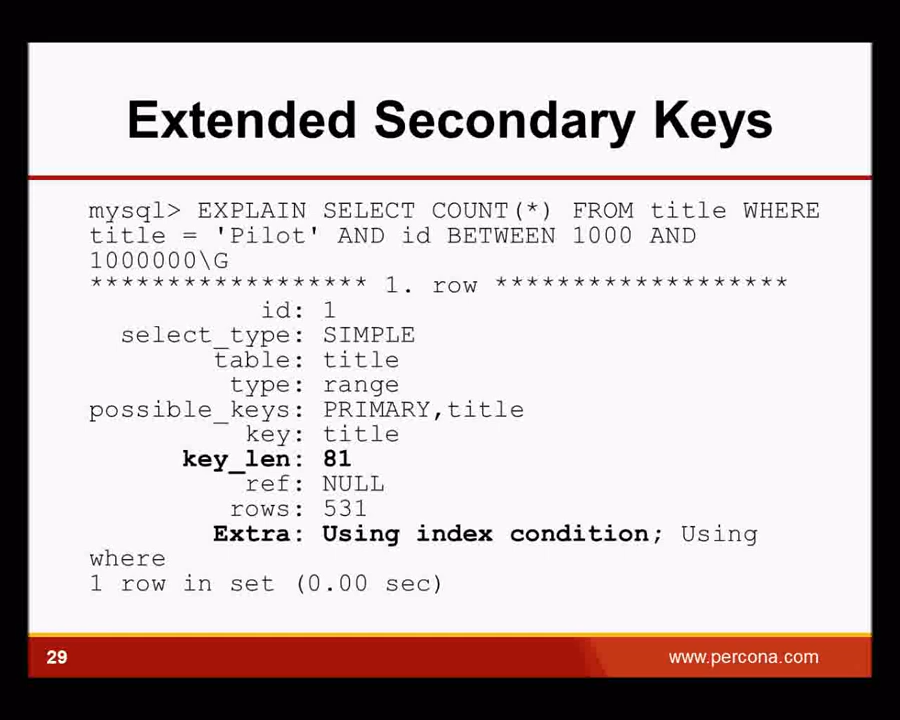 Extended Secondary Keys
mysql> EXPLAIN SELECT COUNT(*) FROM title WHERE
title = 'Pilot' AND id BETWEEN 1000 AND
1000000\G
****************** 1. row *******************
id: 1
select_type: SIMPLE
table: title
type: range
possible_keys: PRIMARY,title
key: title
key_len: 81
ref: NULL
rows: 531
Extra: Using index condition; Using
where
1 row in set (0.00 sec)
29
www.percona.com